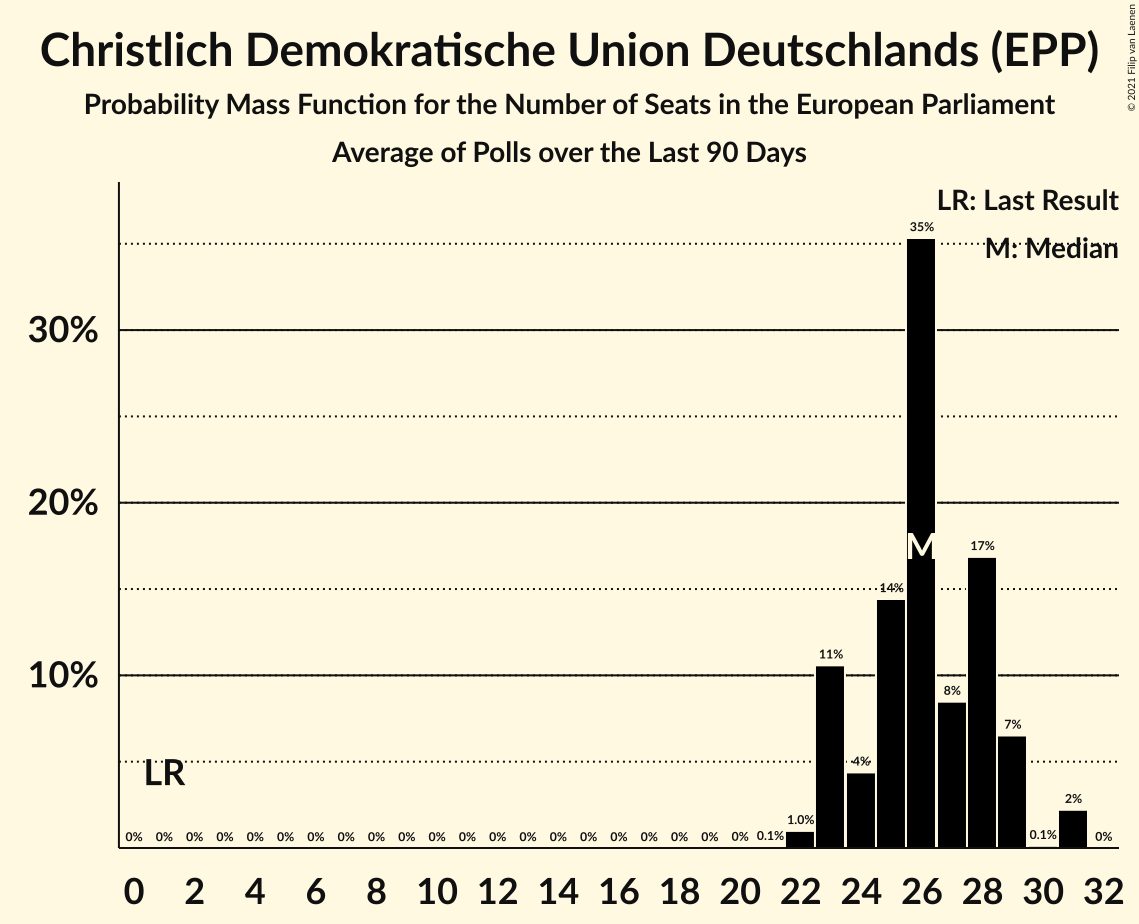 Christlich Demokratische Union Deutschlands (EPP)
Probability Mass Function for the Number of Seats in the European Parliament
Average of Polls over the Last 90 Days
© 2021 Filip van Laenen
LR: Last Result
M: Median
35%
30%
20%
M
17%
14%
11%
10%
8%
7%
4%
LR
2%
1.0%
0% 0% 0% 0% 0% 0% 0% 0% 0% 0% 0% 0% 0% 0% 0% 0% 0% 0% 0% 0% 0% 0.1% 0.1% 0%
0 2 4 6 8 10 12 14 16 18 20 22 24 26 28 30 32